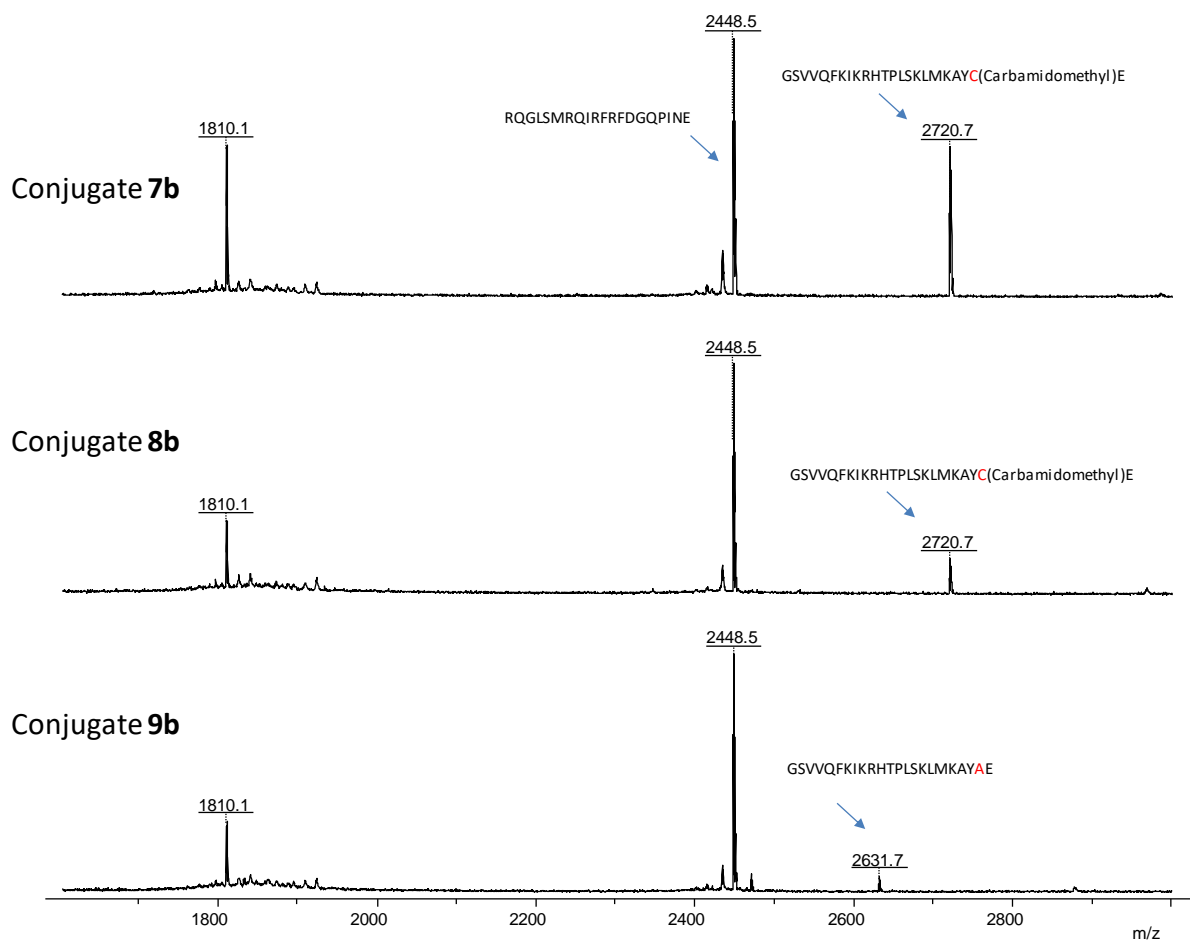 2448.5
GSVVQFKIKRHTPLSKLMKAYC(Carbamidomethyl)E
RQGLSMRQIRFRFDGQPINE
1810.1
2720.7
Conjugate 7b
2448.5
Conjugate 8b
GSVVQFKIKRHTPLSKLMKAYC(Carbamidomethyl)E
1810.1
2720.7
2448.5
Conjugate 9b
GSVVQFKIKRHTPLSKLMKAYAE
1810.1
2631.7
1800 2000 2200 2400 2600 2800
m/z